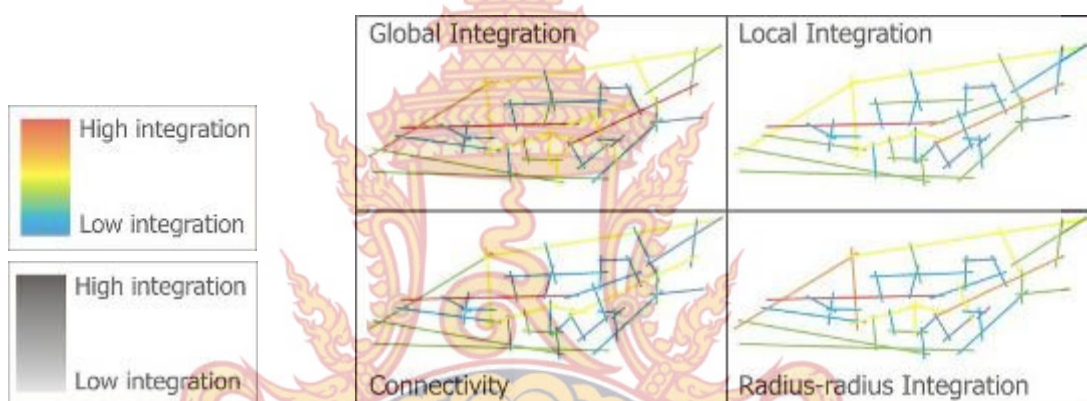 High integration
Low integration
High integration
Low integration
Global Integration
Local Integration
Connectivity
Radius-radius Integration